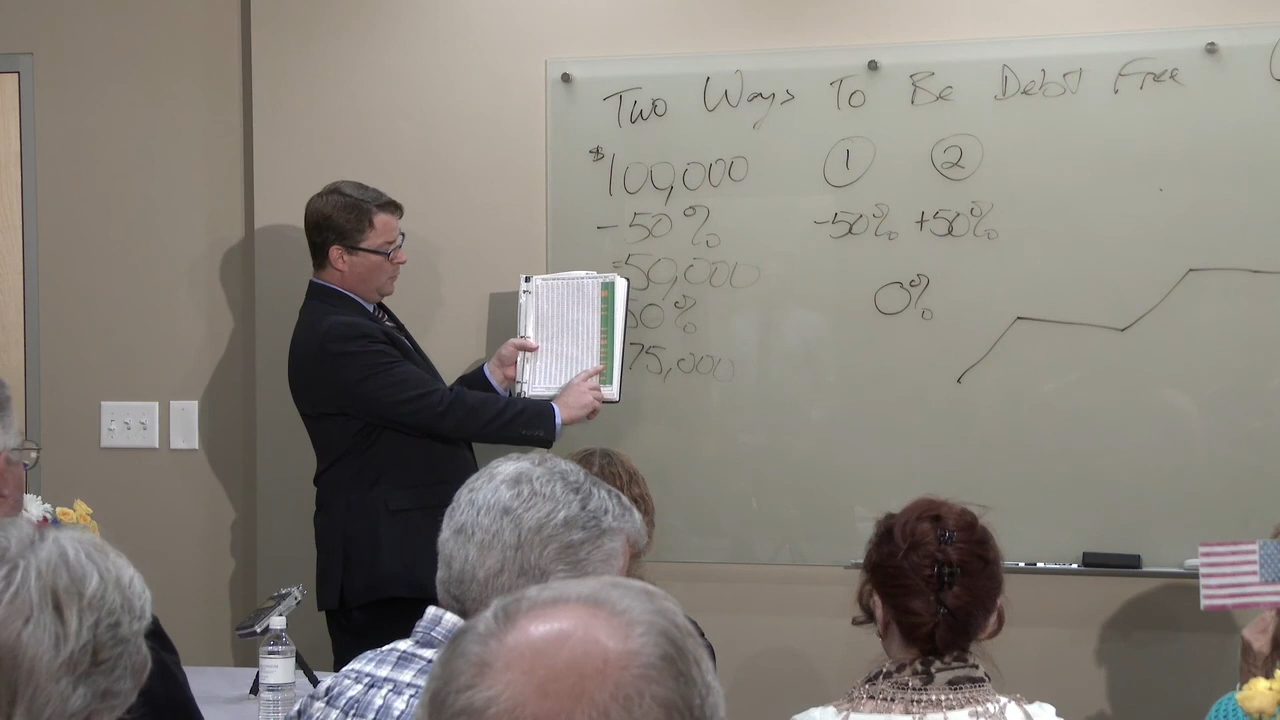 Two Ways To Be Debt Free
$100,000 ① ②
-50% -50% +50%
=50,000
50% 0%
75,000